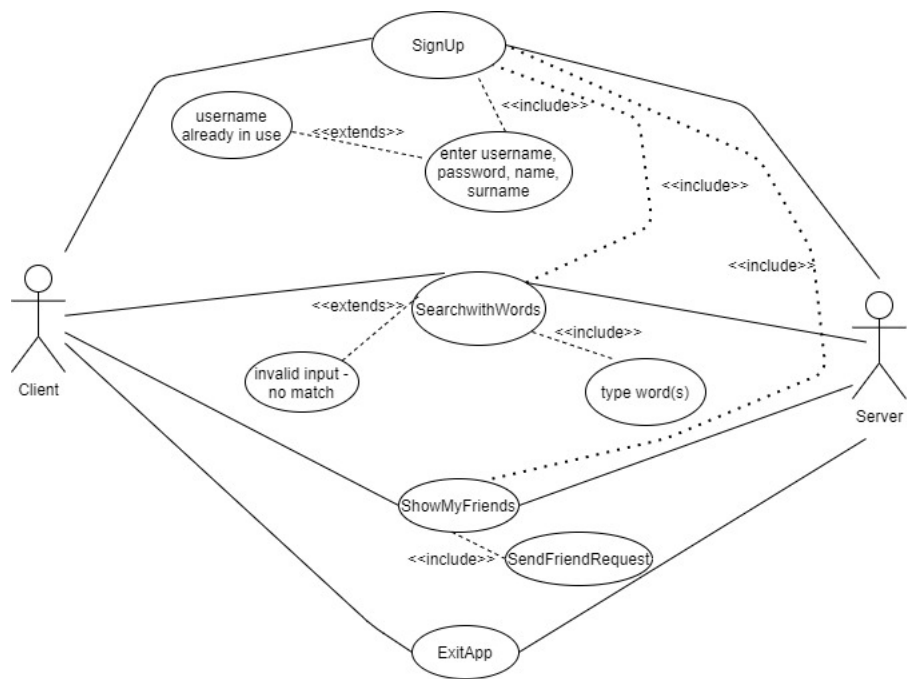 SignUp
<<include>>
username
already in use
<<extends>>
enter username,
password, name,
surname
<<include>>
<<include>>
<<extends>>
SearchwithWords
<<include>>
Client
invalid input -
no match
type word(s)
Server
ShowMyFriends
<<include>>
SendFriendRequest
ExitApp